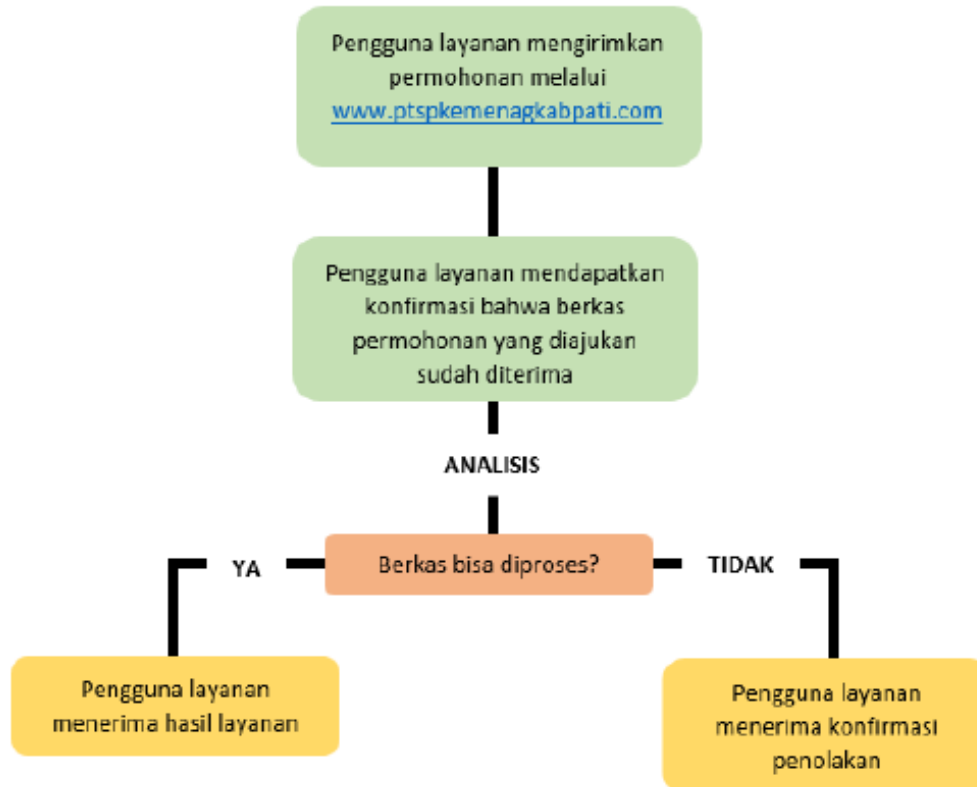 Pengguna layanan mengirimkan
permohonan melalui
www.ptspkemenagkabpati.com
Pengguna layanan mendapatkan
konfirmasi bahwa berkas
permohonan yang diajukan
sudah diterima
ANALISIS
YA
Berkas bisa diproses?
TIDAK
Pengguna layanan
menerima hasil layanan
Pengguna layanan
menerima konfirmasi
penolakan